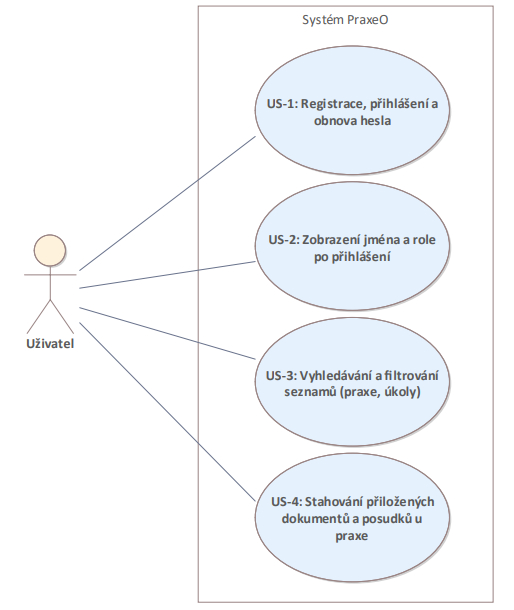 Systém PraxeO
US-1: Registrace, přihlášení a
obnova hesla
US-2: Zobrazení jména a role
po přihlášení
Uživatel
US-3: Vyhledávání a filtrování
seznamů (praxe, úkoly)
US-4: Stahování přiložených
dokumentů a posudků u
praxe